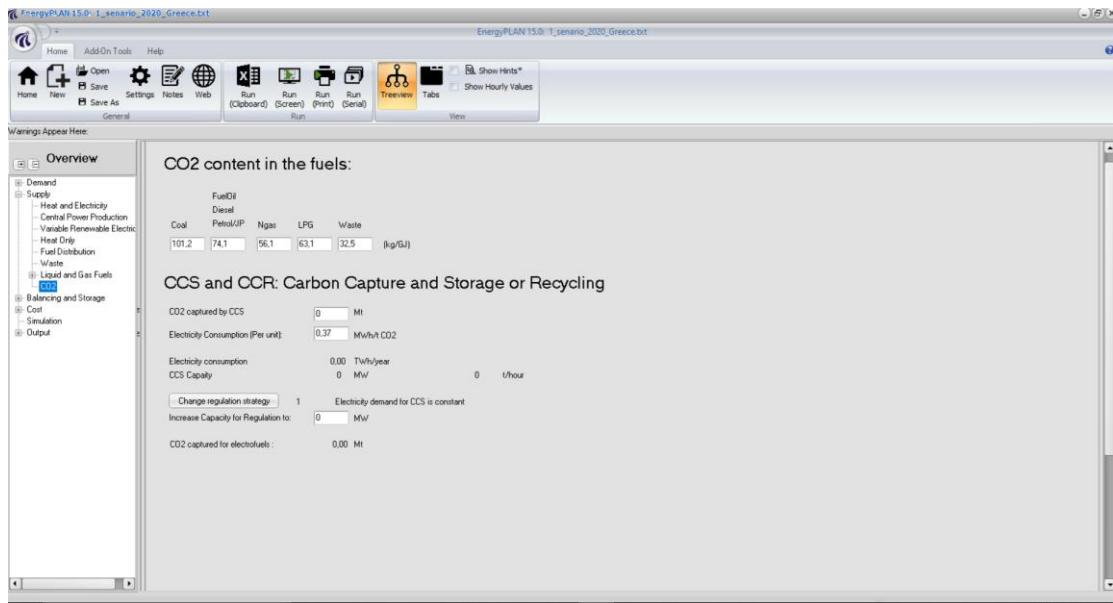 EnergyPLAN 15.0: 1_senario_2020_Greece.txt
EnergyPLAN 15.0: 1_senario_2020_Greece.txt
Home Add-On Tools Help
Home
New
Open
Save
Save As
Settings
Notes
Web
Run (Clipboard)
Run (Screen)
Run (Print)
Run (Serial)
Treeview
Tabs
Show Hints*
Show Hourly Values
General
Run
View
Warnings Appear Here:
Overview
Demand
Supply
Heat and Electricity
Central Power Production
Variable Renewable Electric
Heat Only
Fuel Distribution
Waste
Liquid and Gas Fuels
CO2
Balancing and Storage
Cost
Simulation
Output
CO2 content in the fuels:
FuelOil
Diesel
Coal Petrol/JP Ngas LPG Waste
101,2 74,1 56,1 63,1 32,5 (kg/GJ)
CCS and CCR: Carbon Capture and Storage or Recycling
CO2 captured by CCS 0 Mt
Electricity Consumption (Per unit): 0,37 MWh/t CO2
Electricity consumption 0,00 TWh/year
CCS Capaity 0 MW 0 t/hour
Change regulation strategy 1 Electricity demand for CCS is constant
Increase Capacity for Regulation to: 0 MW
CO2 captured for electrofuels : 0,00 Mt